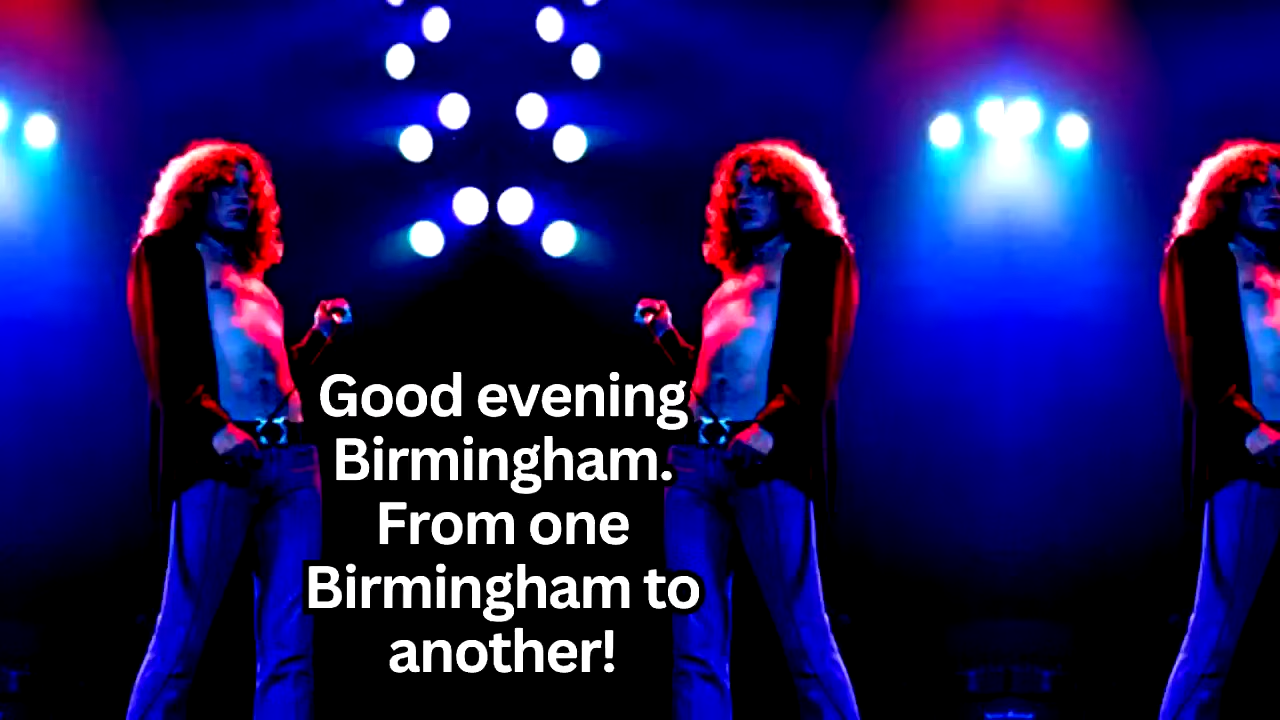 Good evening
Birmingham.
From one
Birmingham to
another!